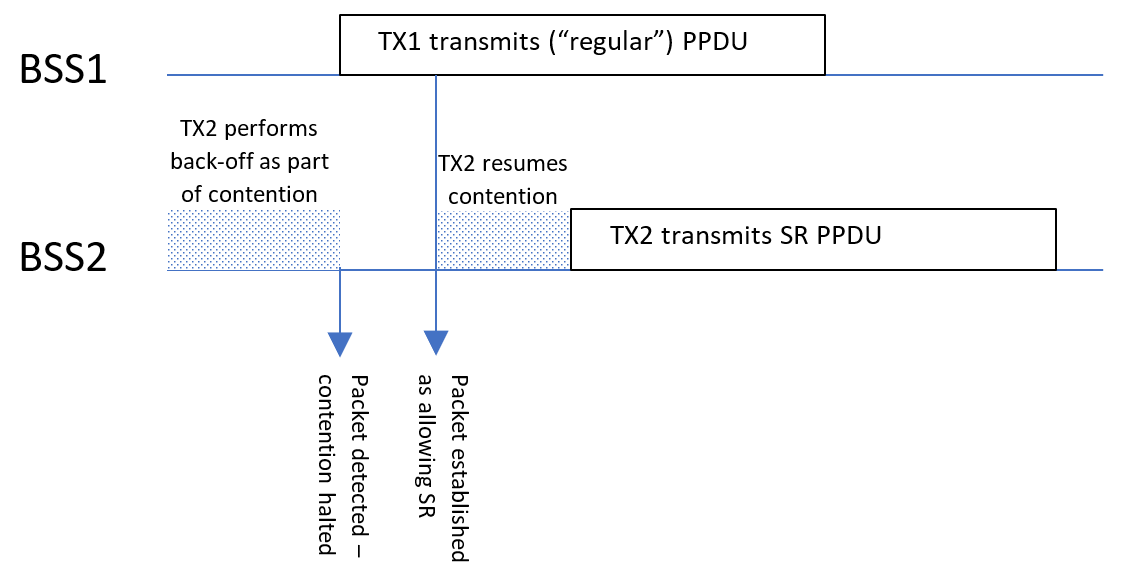 TX1 transmits (“regular”) PPDU
BSS1
TX2 performs
back-off as part
of contention
TX2 resumes
contention
BSS2
TX2 transmits SR PPDU
Packet detected –
contention halted
Packet established
as allowing SR